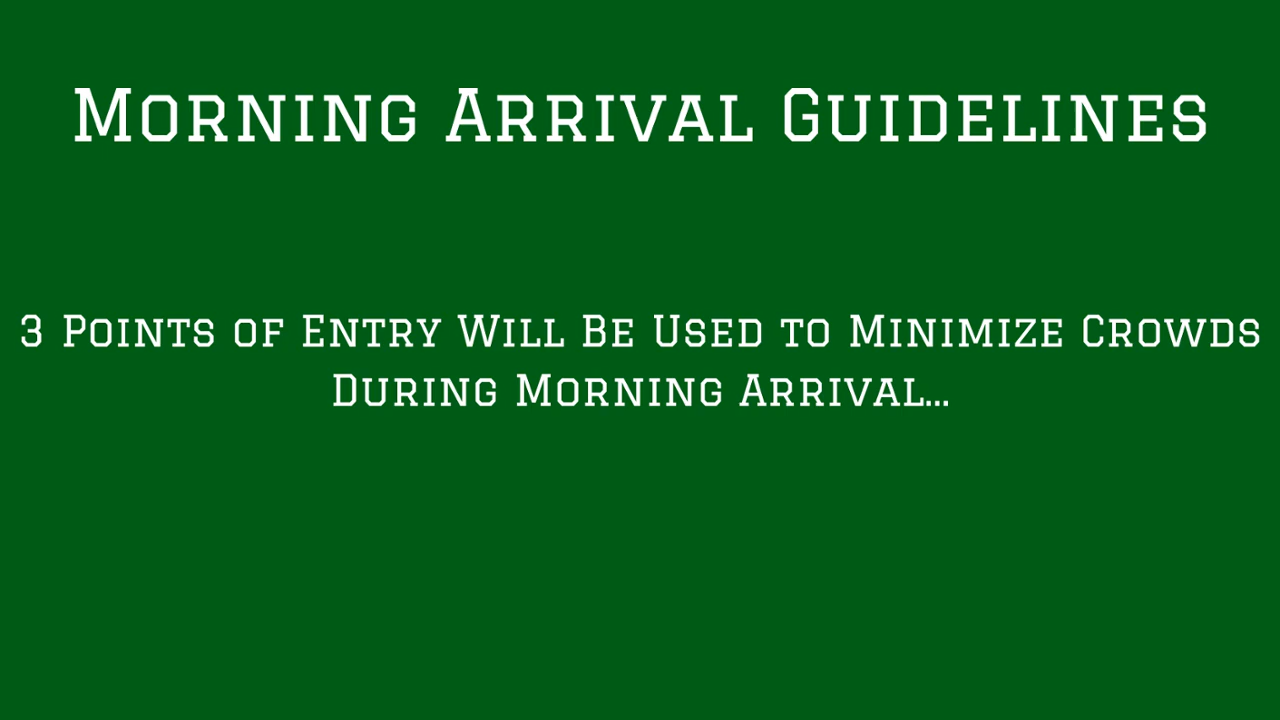 Morning Arrival Guidelines
3 Points of Entry Will Be Used to Minimize Crowds
During Morning Arrival...